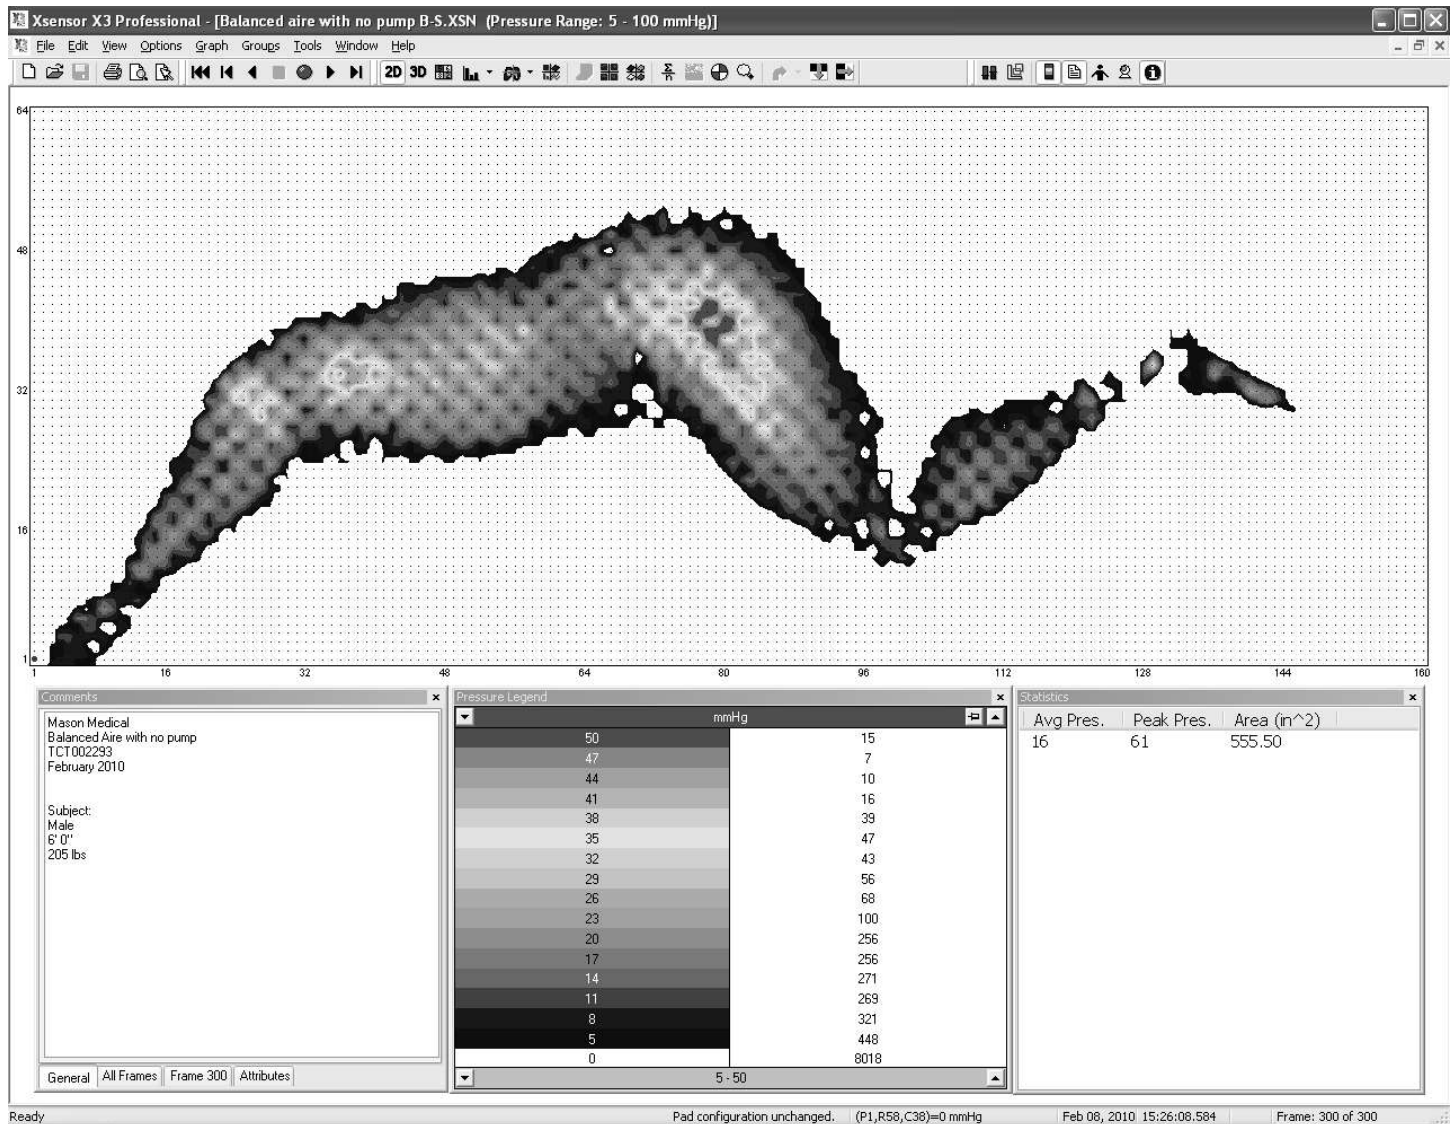 Xsensor X3 Professional - [Balanced aire with no pump B-S.XSN (Pressure Range: 5 - 100 mmHg)]
File Edit View Options Graph Groups Tools Window Help
2D 3D
64
48
32
16
1
1 16 32 48 64 80 96 112 128 144 160
Comments
Mason Medical
Balanced Aire with no pump
TCT002293
February 2010
Subject:
Male
6' 0"
205 lbs
General All Frames Frame 300 Attributes
Pressure Legend
mmHg
50 15
47 7
44 10
41 16
38 39
35 47
32 43
29 56
26 68
23 100
20 256
17 256
14 271
11 269
8 321
5 448
0 8018
5 - 50
Statistics
Avg Pres. Peak Pres. Area (in^2)
16 61 555.50
Ready Pad configuration unchanged. (P1,R58,C38)=0 mmHg Feb 08, 2010 15:26:08.584 Frame: 300 of 300